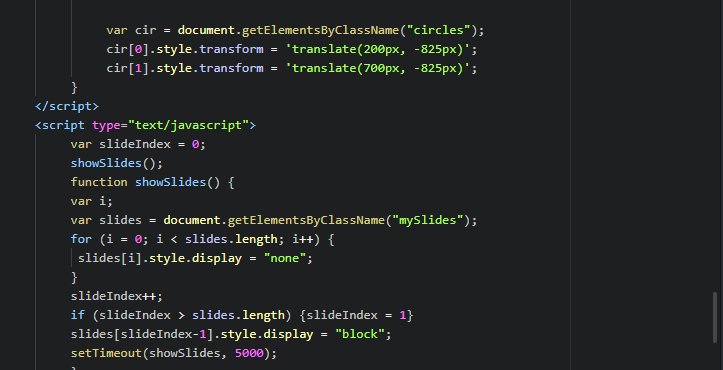 var cir = document.getElementsByClassName("circles");
cir[0].style.transform = 'translate(200px, -825px)';
cir[1].style.transform = 'translate(700px, -825px)';
}
</script>
<script type="text/javascript">
var slideIndex = 0;
showSlides();
function showSlides() {
var i;
var slides = document.getElementsByClassName("mySlides");
for (i = 0; i < slides.length; i++) {
slides[i].style.display = "none";
}
slideIndex++;
if (slideIndex > slides.length) {slideIndex = 1}
slides[slideIndex-1].style.display = "block";
setTimeout(showSlides, 5000);
}